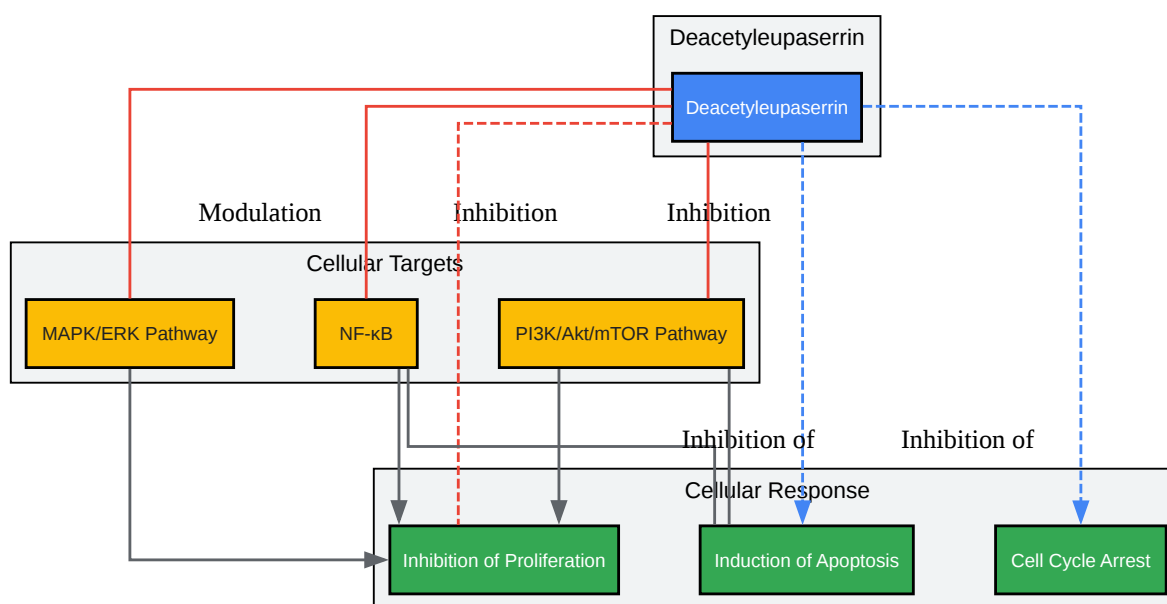 Deacetyleupaserrin
Deacetyleupaserrin
Modulation
Inhibition
Inhibition
Cellular Targets
MAPK/ERK Pathway
NF-κB
PI3K/Akt/mTOR Pathway
Inhibition of
Inhibition of
Cellular Response
Inhibition of Proliferation
Induction of Apoptosis
Cell Cycle Arrest